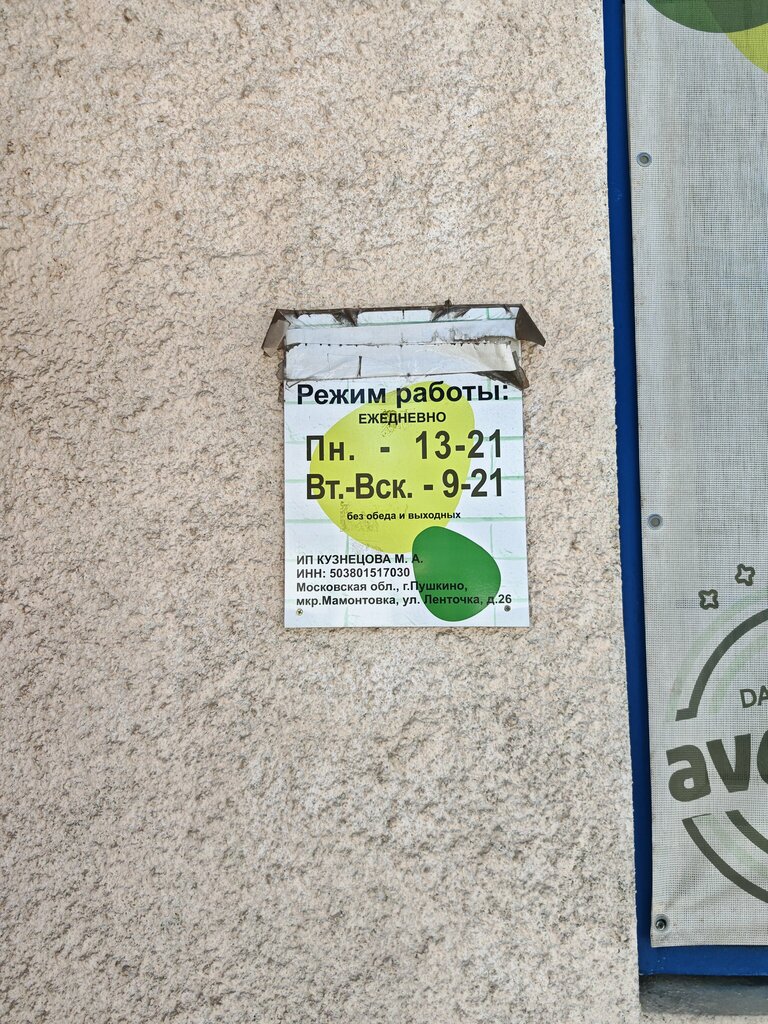 Режим работы:
ЕЖЕДНЕВНО
Пн. - 13-21
Вт.-Вск. - 9-21
без обеда и выходных
ИП КУЗНЕЦОВА М. А.
ИНН: 503801517030
Московская обл., г.Пушкино,
мкр.Мамонтовка, ул. Ленточка, д.26